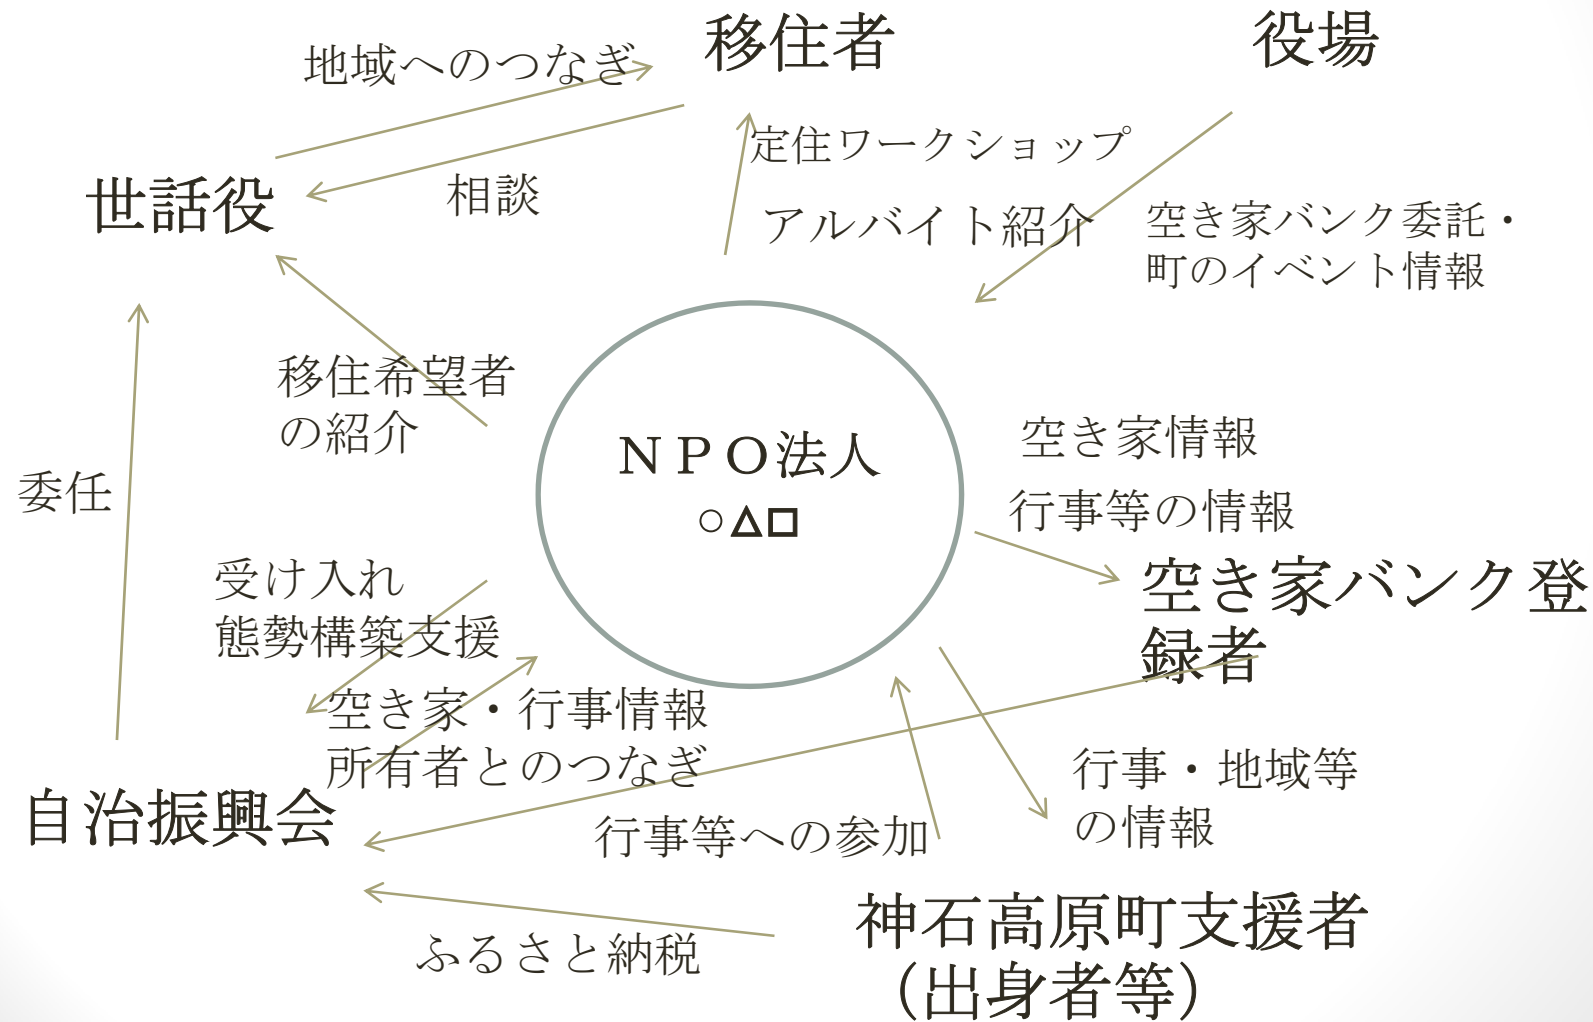 移住者
役場
地域へのつなぎ
定住ワークショップ
世話役
相談
アルバイト紹介
空き家バンク委託・
町のイベント情報
移住希望者
の紹介
NPO法人
○△□
空き家情報
行事等の情報
委任
受け入れ
態勢構築支援
空き家バンク登
録者
空き家・行事情報
所有者とのつなぎ
自治振興会
行事・地域等
の情報
行事等への参加
神石高原町支援者
（出身者等）
ふるさと納税